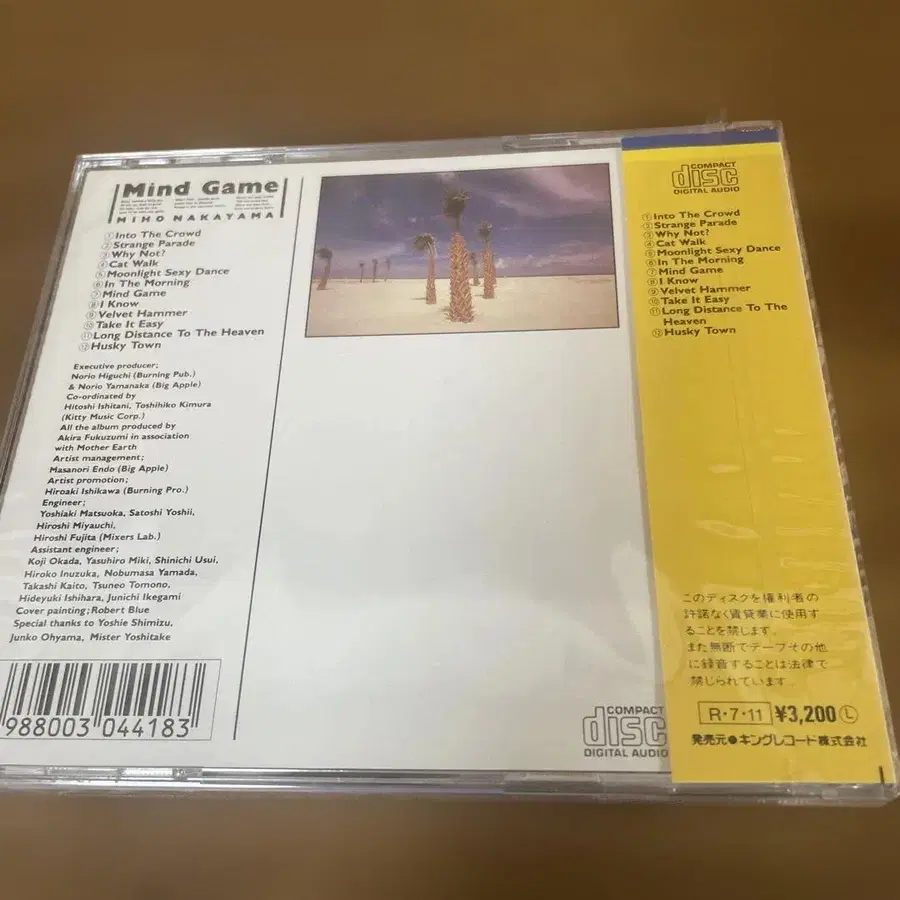 Mind Game
MIHO NAKAYAMA
① Into The Crowd
② Strange Parade
③ Why Not?
④ Cat Walk
⑤ Moonlight Sexy Dance
⑥ In The Morning
⑦ Mind Game
⑧ I Know
⑨ Velvet Hammer
⑩ Take It Easy
⑪ Long Distance To The Heaven
⑫ Husky Town
Executive producer;
Norio Higuchi (Burning Pub.)
& Norio Yamanaka (Big Apple)
Co-ordinated by
Hitoshi Ishitani, Toshihiko Kimura
(Kitty Music Corp.)
All the album produced by
Akira Fukuzumi in association
with Mother Earth
Artist management;
Masanori Endo (Big Apple)
Artist promotion;
Hiroaki Ishikawa (Burning Pro.)
Engineer;
Yoshiaki Matsuoka, Satoshi Yoshii,
Hiroshi Miyauchi,
Hiroshi Fujita (Mixers Lab.)
Assistant engineer;
Koji Okada, Yasuhiro Miki, Shinichi Usui,
Hiroko Inuzuka, Nobumasa Yamada,
Takashi Kaito, Tsuneo Tomono,
Hideyuki Ishihara, Junichi Ikegami
Cover painting; Robert Blue
Special thanks to Yoshie Shimizu,
Junko Ohyama, Mister Yoshitake
988003 044183
COMPACT
disc
DIGITAL AUDIO
COMPACT
disc
DIGITAL AUDIO
① Into The Crowd
② Strange Parade
③ Why Not?
④ Cat Walk
⑤ Moonlight Sexy Dance
⑥ In The Morning
⑦ Mind Game
⑧ I Know
⑨ Velvet Hammer
⑩ Take It Easy
⑪ Long Distance To The
Heaven
⑫ Husky Town
このディスクを権利者の
許諾なく賃貸業に使用す
ることを禁じます。
また無断でテープその他
に録音することは法律で
禁じられています。
R・7・11 ¥3,200 Ⓛ
発売元●キングレコード株式会社